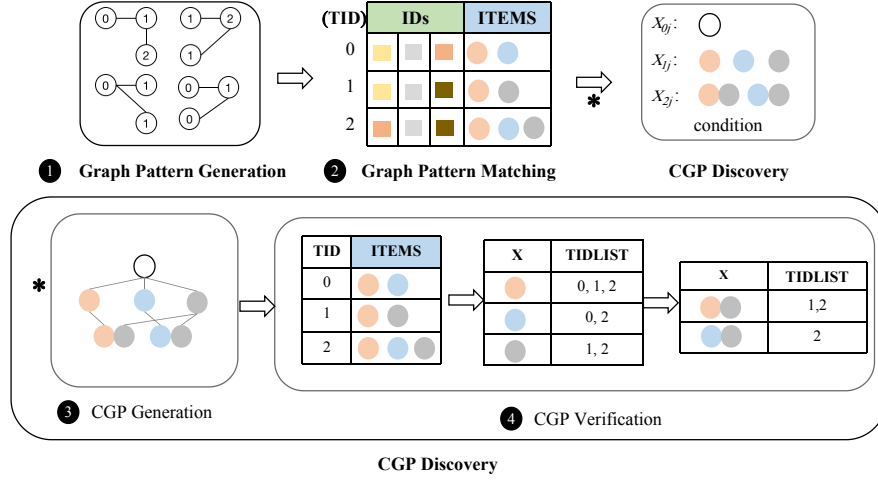 0 1 2
1 2 1
0 1 1
0 1 0
1 Graph Pattern Generation
(TID) IDs ITEMS
0
1
2
2 Graph Pattern Matching
*
X0j:
X1j:
X2j:
condition
CGP Discovery
*
3 CGP Generation
TID ITEMS
0
1
2
X TIDLIST
0, 1, 2
0, 2
1, 2
X TIDLIST
1,2
2
4 CGP Verification
CGP Discovery